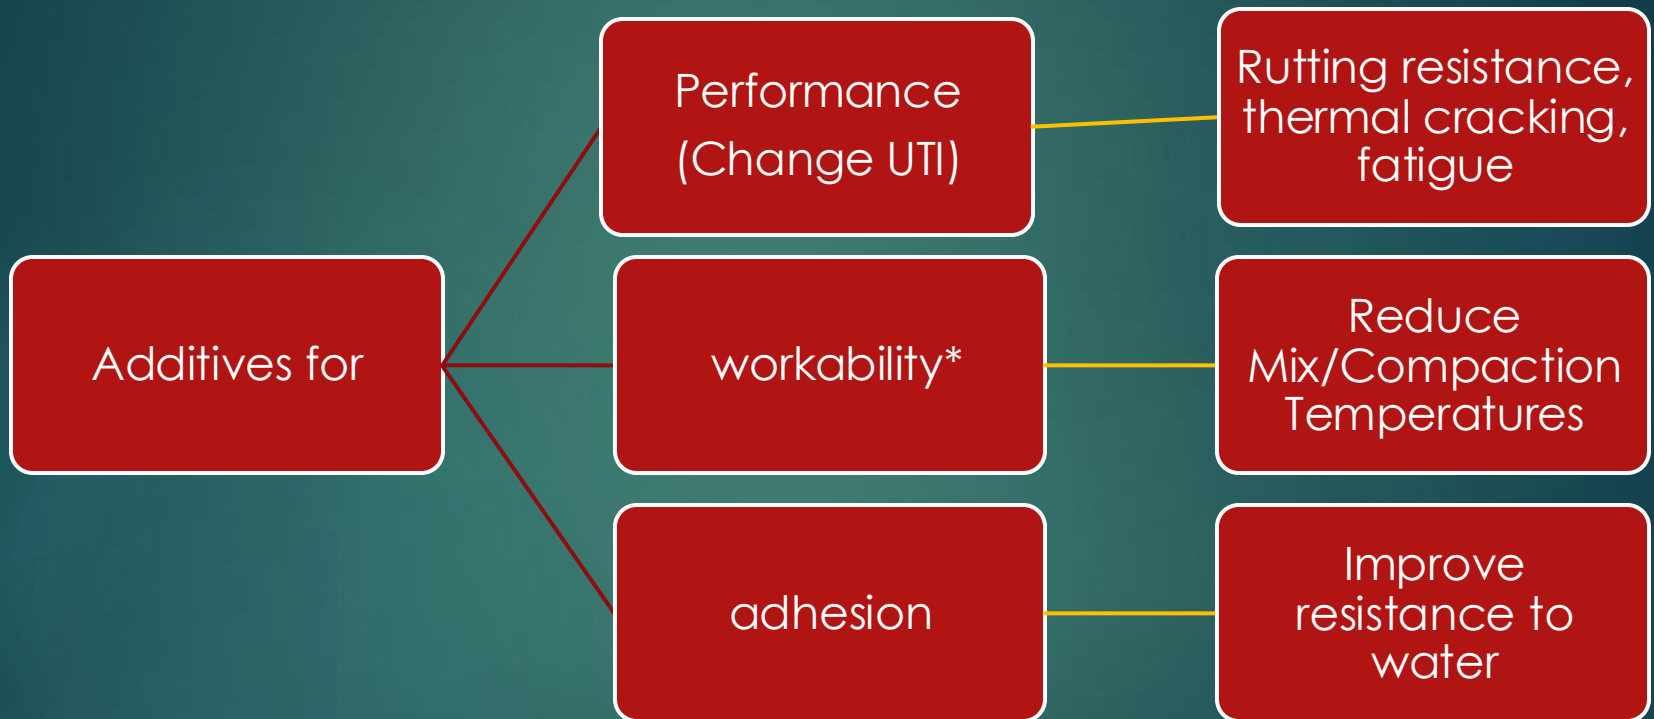 Additives for
Performance
(Change UTI)
Rutting resistance,
thermal cracking,
fatigue
workability*
Reduce
Mix/Compaction
Temperatures
adhesion
Improve
resistance to
water